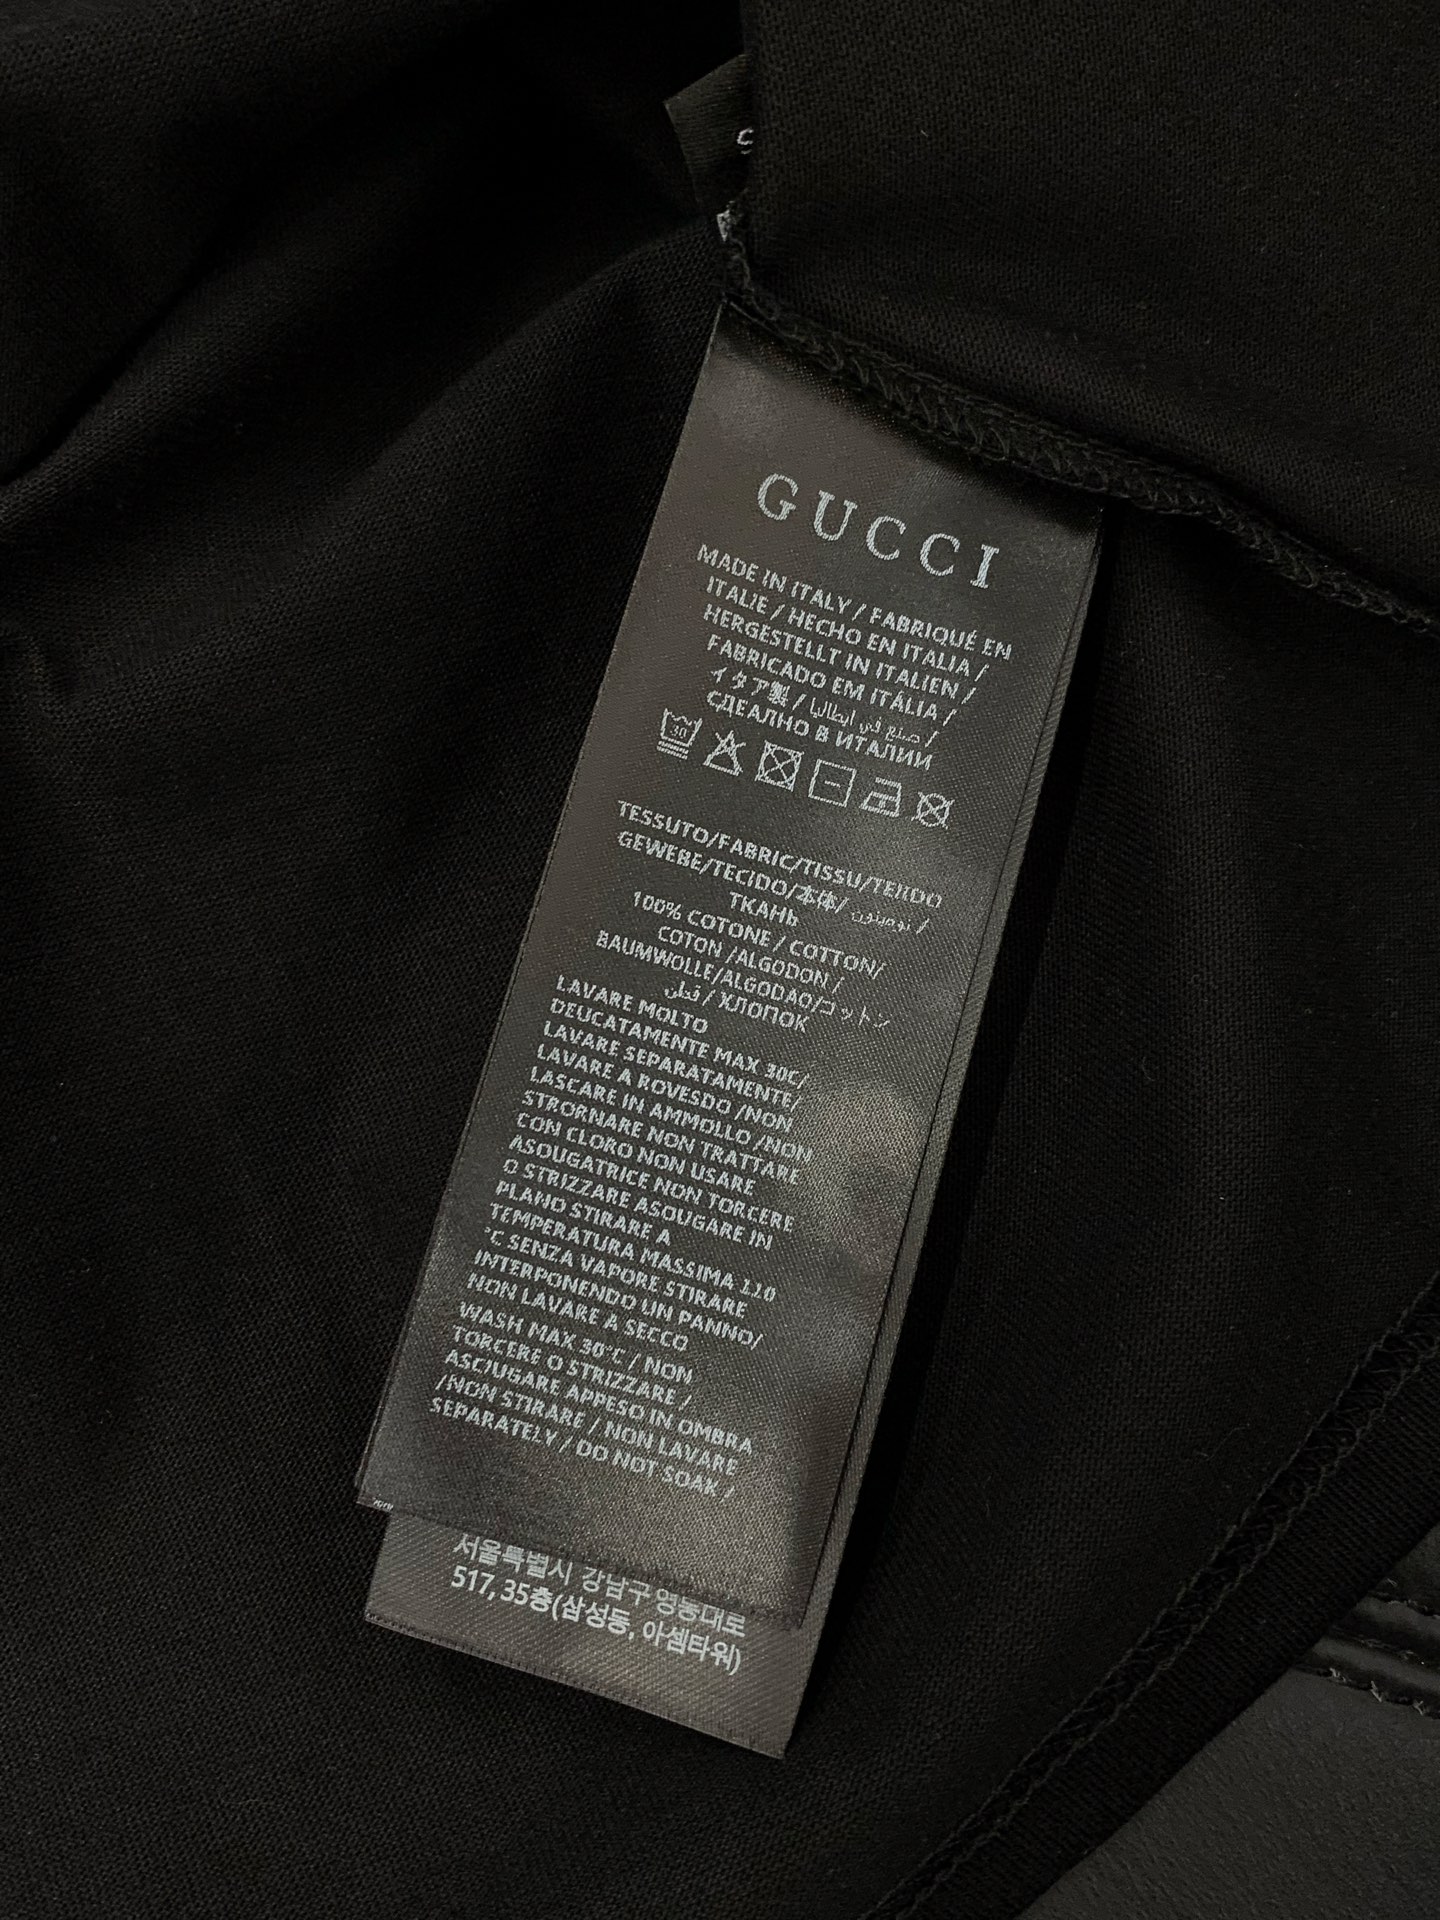 GUCCI
MADE IN ITALY / FABRIQUÉ EN
ITALIE / HECHO EN ITALIA /
HERGESTELLT IN ITALIEN /
FABRICADO EM ITÁLIA /
イタア製 / صنع في ايطاليا /
СДЕАЛНО В ИТАЛИИ
30
TESSUTO/FABRIC/TISSU/TEJIDO
GEWEBE/TECIDO/本体/ /
ТКАНЬ
100% COTONE / COTTON/
COTON /ALGODON /
BAUMWOLLE/ALGODAO/コットン
قطن / ХЛОПОК
LAVARE MOLTO
DEUCATAMENTE MAX 30C/
LAVARE SEPARATAMENTE/
LAVARE A ROVESDO /NON
LASCARE IN AMMOLLO /NON
STRORNARE NON TRATTARE
CON CLORO NON USARE
ASOUGATRICE NON TORCERE
O STRIZZARE ASOUGARE IN
PLANO STIRARE A
TEMPERATURA MASSIMA 110
°C SENZA VAPORE STIRARE
INTERPONENDO UN PANNO/
NON LAVARE A SECCO
WASH MAX 30°C / NON
TORCERE O STRIZZARE /
ASCIUGARE APPESO IN OMBRA
/NON STIRARE / NON LAVARE
SEPARATELY / DO NOT SOAK /
서울특별시 강남구 영동대로
517, 35층(삼성동, 아셈타워)